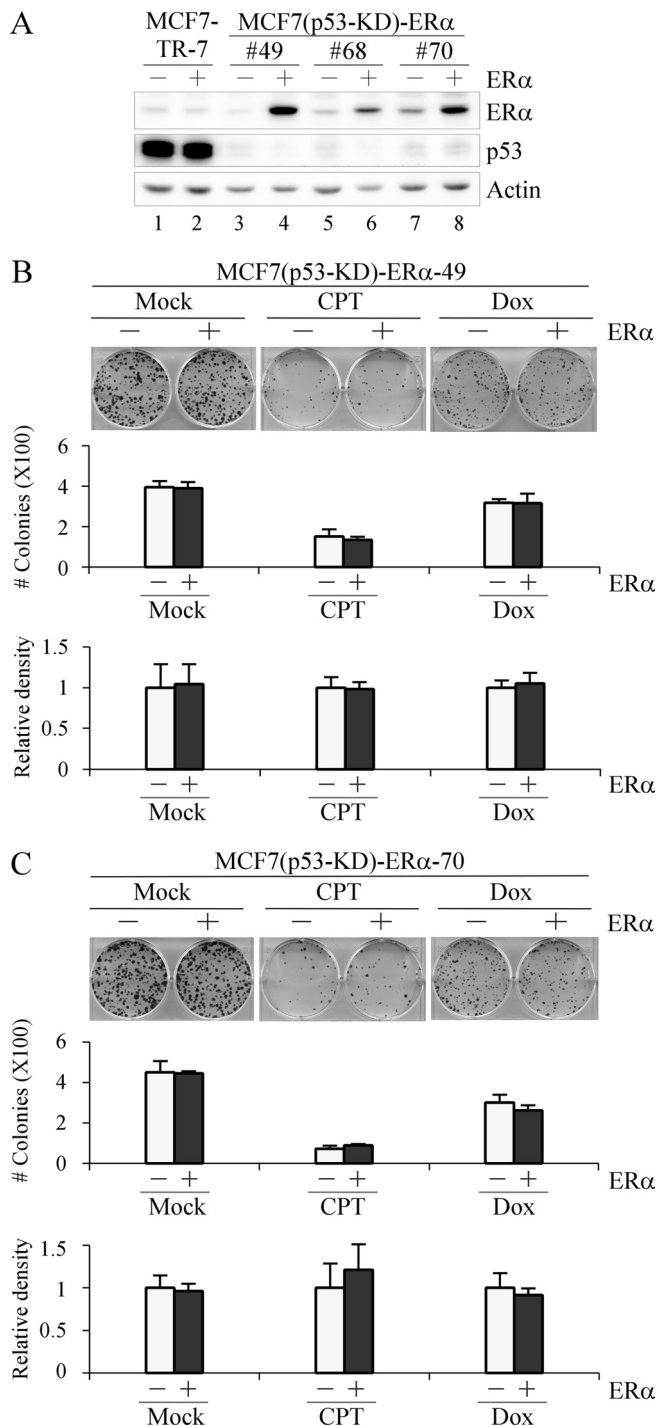 A
MCF7-TR-7 MCF7(p53-KD)-ERα
#49 #68 #70
− + − + − + − + ERα
ERα
p53
Actin
1 2 3 4 5 6 7 8
B
MCF7(p53-KD)-ERα-49
Mock CPT Dox
− + − + − + ERα
# Colonies (X100)
6
4
2
0
− + − + − + ERα
Mock CPT Dox
Relative density
1.5
1
0.5
0
− + − + − + ERα
Mock CPT Dox
C
MCF7(p53-KD)-ERα-70
Mock CPT Dox
− + − + − + ERα
# Colonies (X100)
6
4
2
0
− + − + − + ERα
Mock CPT Dox
Relative density
1.5
1
0.5
0
− + − + − + ERα
Mock CPT Dox